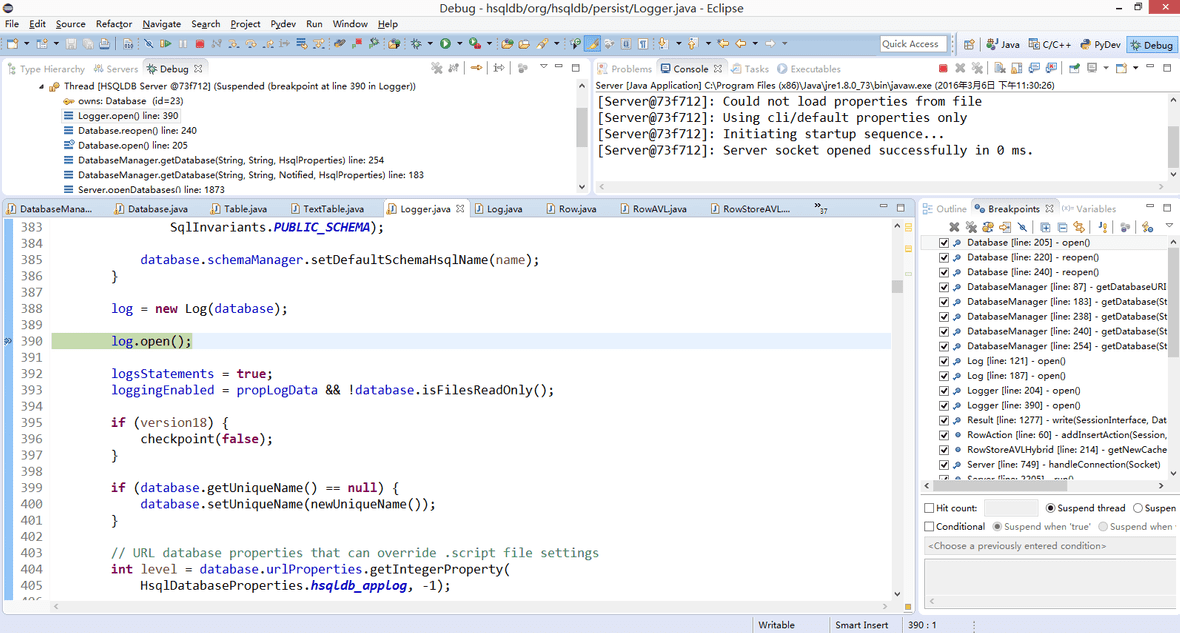 Debug - hsqldb/org/hsqldb/persist/Logger.java - Eclipse
File Edit Source Refactor Navigate Search Project Pydev Run Window Help
Quick Access Java C/C++ PyDev Debug
Type Hierarchy Servers Debug
Thread [HSQLDB Server @73f712] (Suspended (breakpoint at line 390 in Logger))
owns: Database (id=23)
Logger.open() line: 390
Database.reopen() line: 240
Database.open() line: 205
DatabaseManager.getDatabase(String, String, HsqlProperties) line: 254
DatabaseManager.getDatabase(String, String, Notified, HsqlProperties) line: 183
Server.openDatabases() line: 1873
Problems Console Tasks Executables
Server [Java Application] C:\Program Files (x86)\Java\jre1.8.0_73\bin\javaw.exe (2016年3月6日 下午11:30:26)
[Server@73f712]: Could not load properties from file
[Server@73f712]: Using cli/default properties only
[Server@73f712]: Initiating startup sequence...
[Server@73f712]: Server socket opened successfully in 0 ms.
DatabaseMana... Database.java Table.java TextTable.java Logger.java Log.java Row.java RowAVL.java RowStoreAVL... »37
383 SqlInvariants.PUBLIC_SCHEMA);
384
385 database.schemaManager.setDefaultSchemaHsqlName(name);
386 }
387
388 log = new Log(database);
389
390 log.open();
391
392 logsStatements = true;
393 loggingEnabled = propLogData && !database.isFilesReadOnly();
394
395 if (version18) {
396 checkpoint(false);
397 }
398
399 if (database.getUniqueName() == null) {
400 database.setUniqueName(newUniqueName());
401 }
402
403 // URL database properties that can override .script file settings
404 int level = database.urlProperties.getIntegerProperty(
405 HsqlDatabaseProperties.hsqldb_applog, -1);
Outline Breakpoints (x)= Variables
Database [line: 205] - open()
Database [line: 220] - reopen()
Database [line: 240] - reopen()
DatabaseManager [line: 87] - getDatabaseURI
DatabaseManager [line: 183] - getDatabase(St
DatabaseManager [line: 238] - getDatabase(St
DatabaseManager [line: 240] - getDatabase(St
DatabaseManager [line: 254] - getDatabase(St
Log [line: 121] - open()
Log [line: 187] - open()
Logger [line: 204] - open()
Logger [line: 390] - open()
Result [line: 1277] - write(SessionInterface, Dat
RowAction [line: 60] - addInsertAction(Session,
RowStoreAVLHybrid [line: 214] - getNewCache
Server [line: 749] - handleConnection(Socket)
Hit count: Suspend thread Suspen
Conditional Suspend when 'true' Suspend when
<Choose a previously entered condition>
Writable Smart Insert 390 : 1